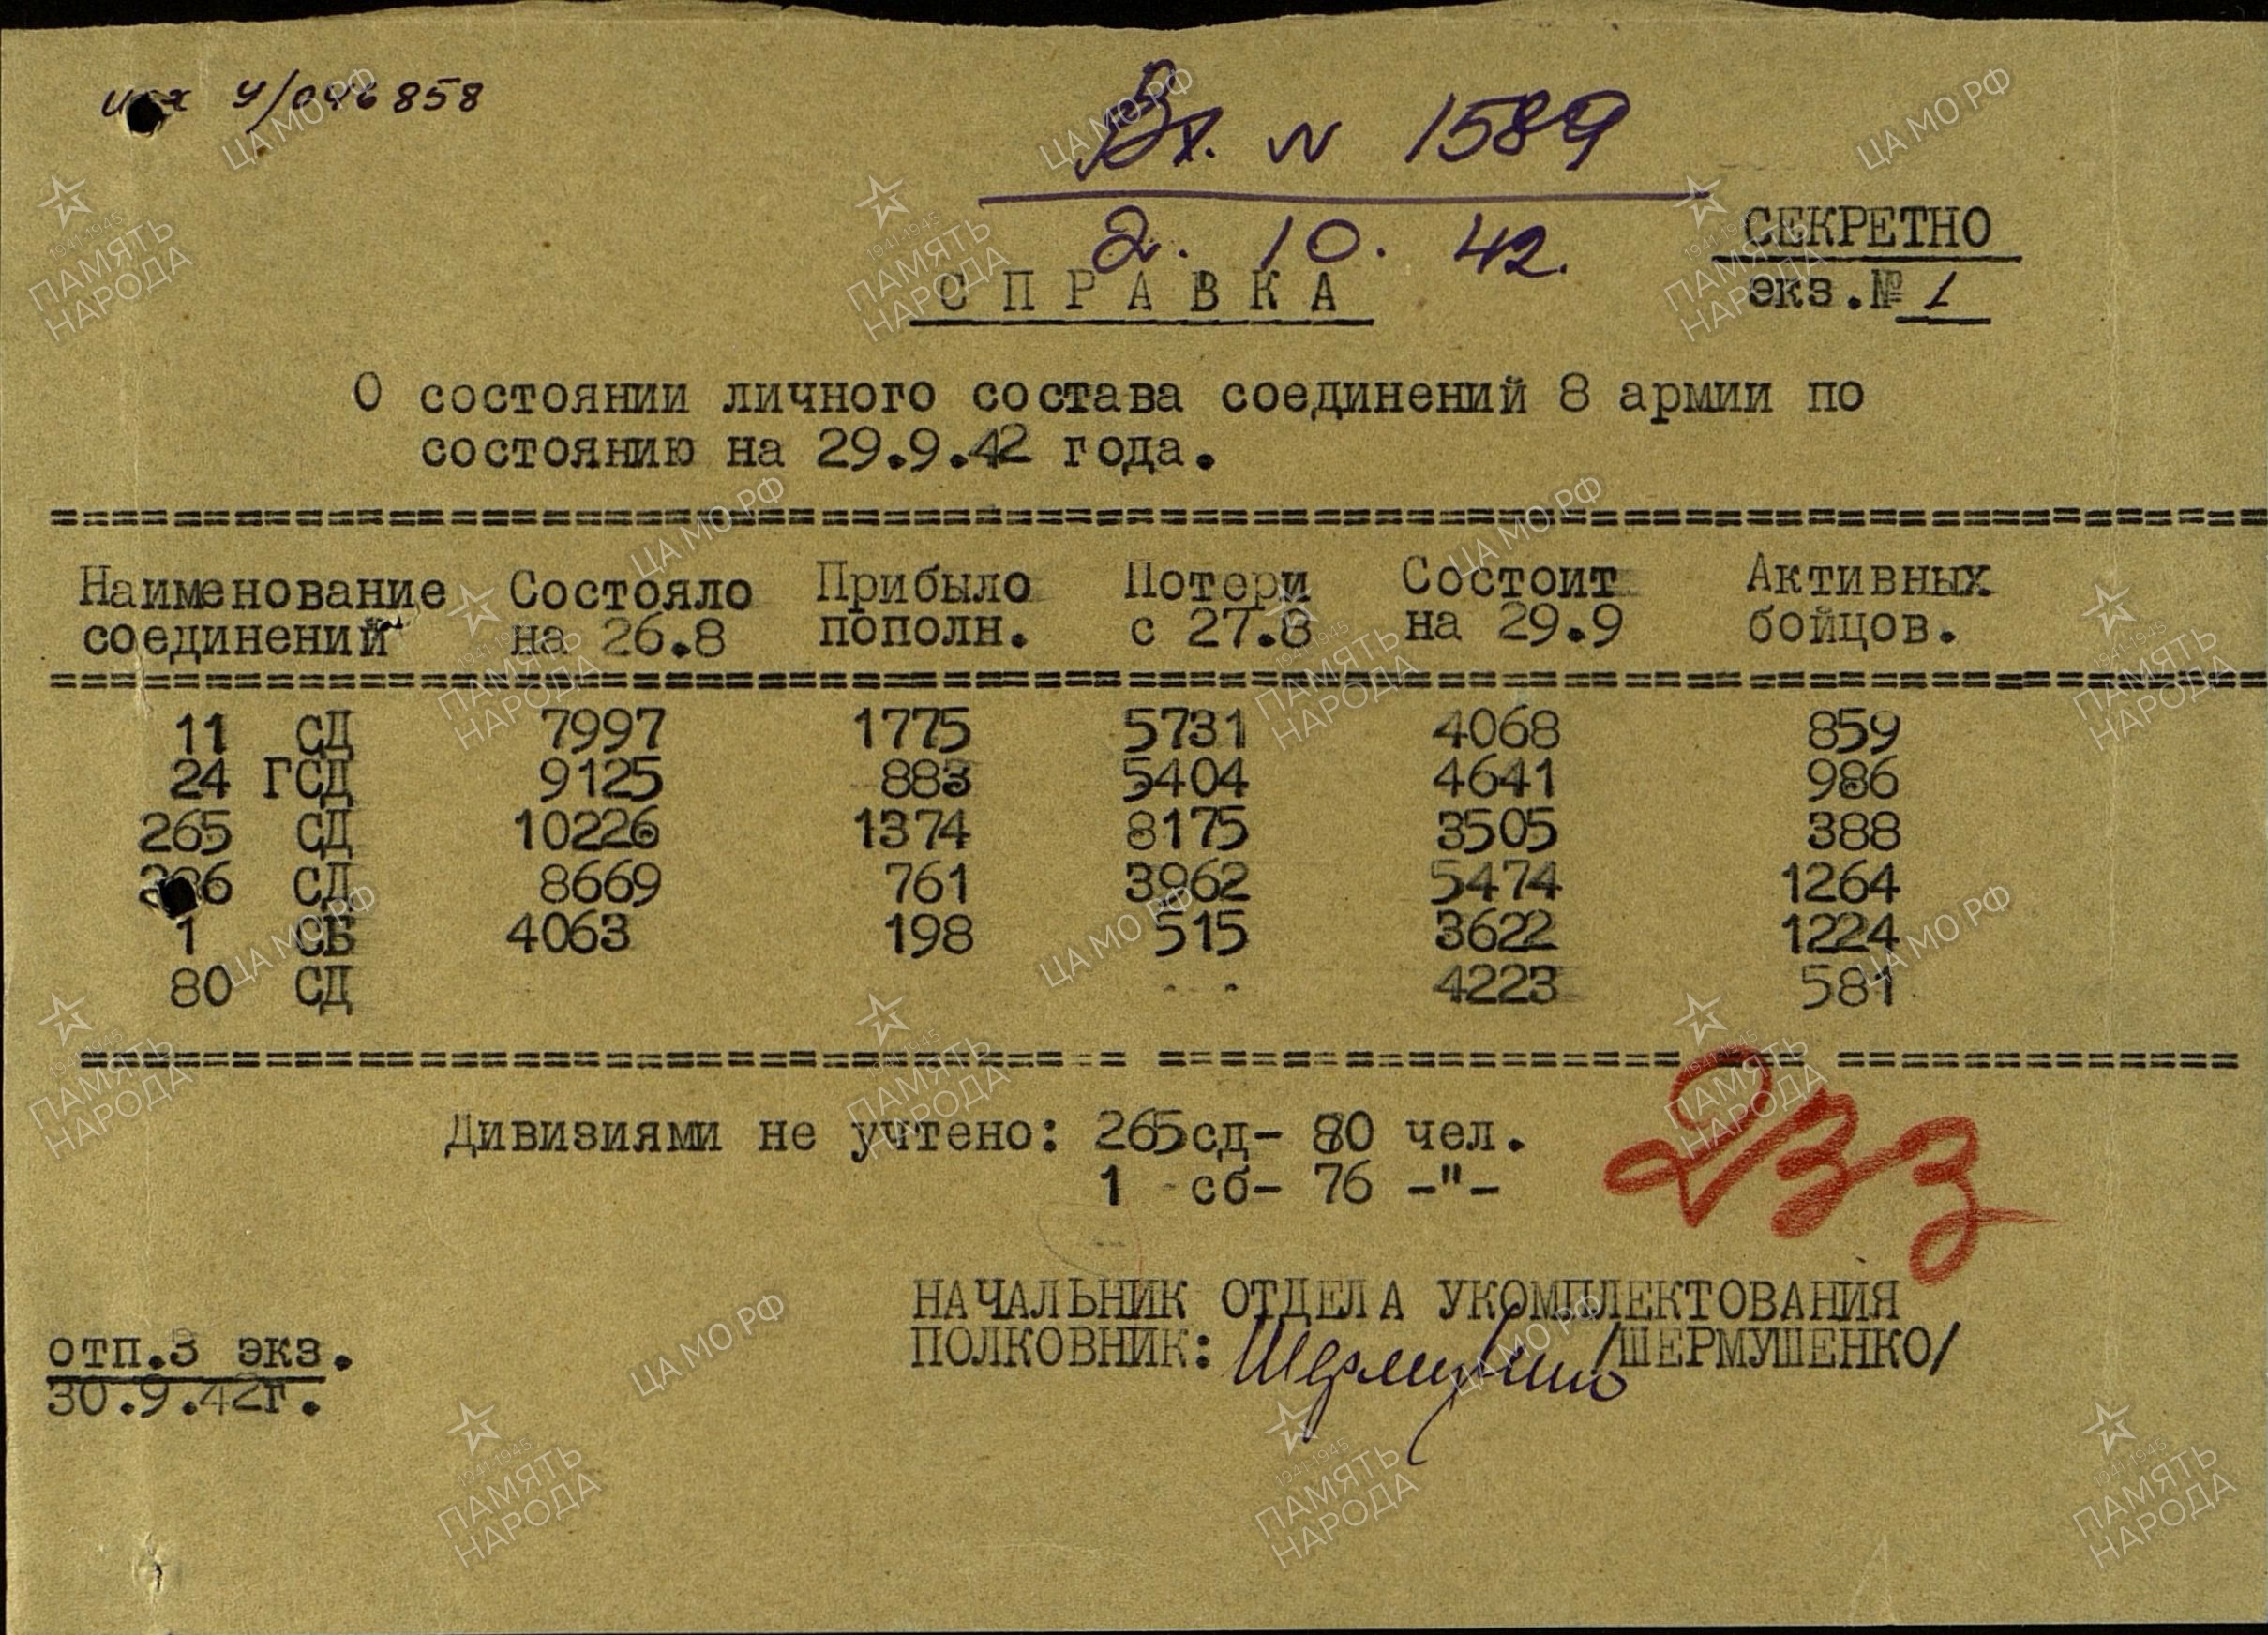 исх У/046858
Вх. N 1589
2. 10. 42.
СЕКРЕТНО
экз.№ 1
СПРАВКА
О состоянии личного состава соединений 8 армии по
состоянию на 29.9.42 года.
Наименование Состояло Прибыло Потери Состоит Активных
соединений на 26.8 пополн. с 27.8 на 29.9 бойцов.
11 СД 7997 1775 5731 4068 859
24 ГСД 9125 883 5404 4641 986
265 СД 10226 1374 8175 3505 388
СД 8669 761 3962 5474 1264
1 СБ 4063 198 515 3622 1224
80 СД 4223 581
Дивизиями не учтено: 265сд- 80 чел.
1 сб- 76 -"-
233
НАЧАЛЬНИК ОТДЕЛА УКОМПЛЕКТОВАНИЯ
ПОЛКОВНИК: /ШЕРМУШЕНКО/
отп.3 экз.
30.9.42г.
ЦА МО РФ
1941-1945
ПАМЯТЬ
НАРОДА